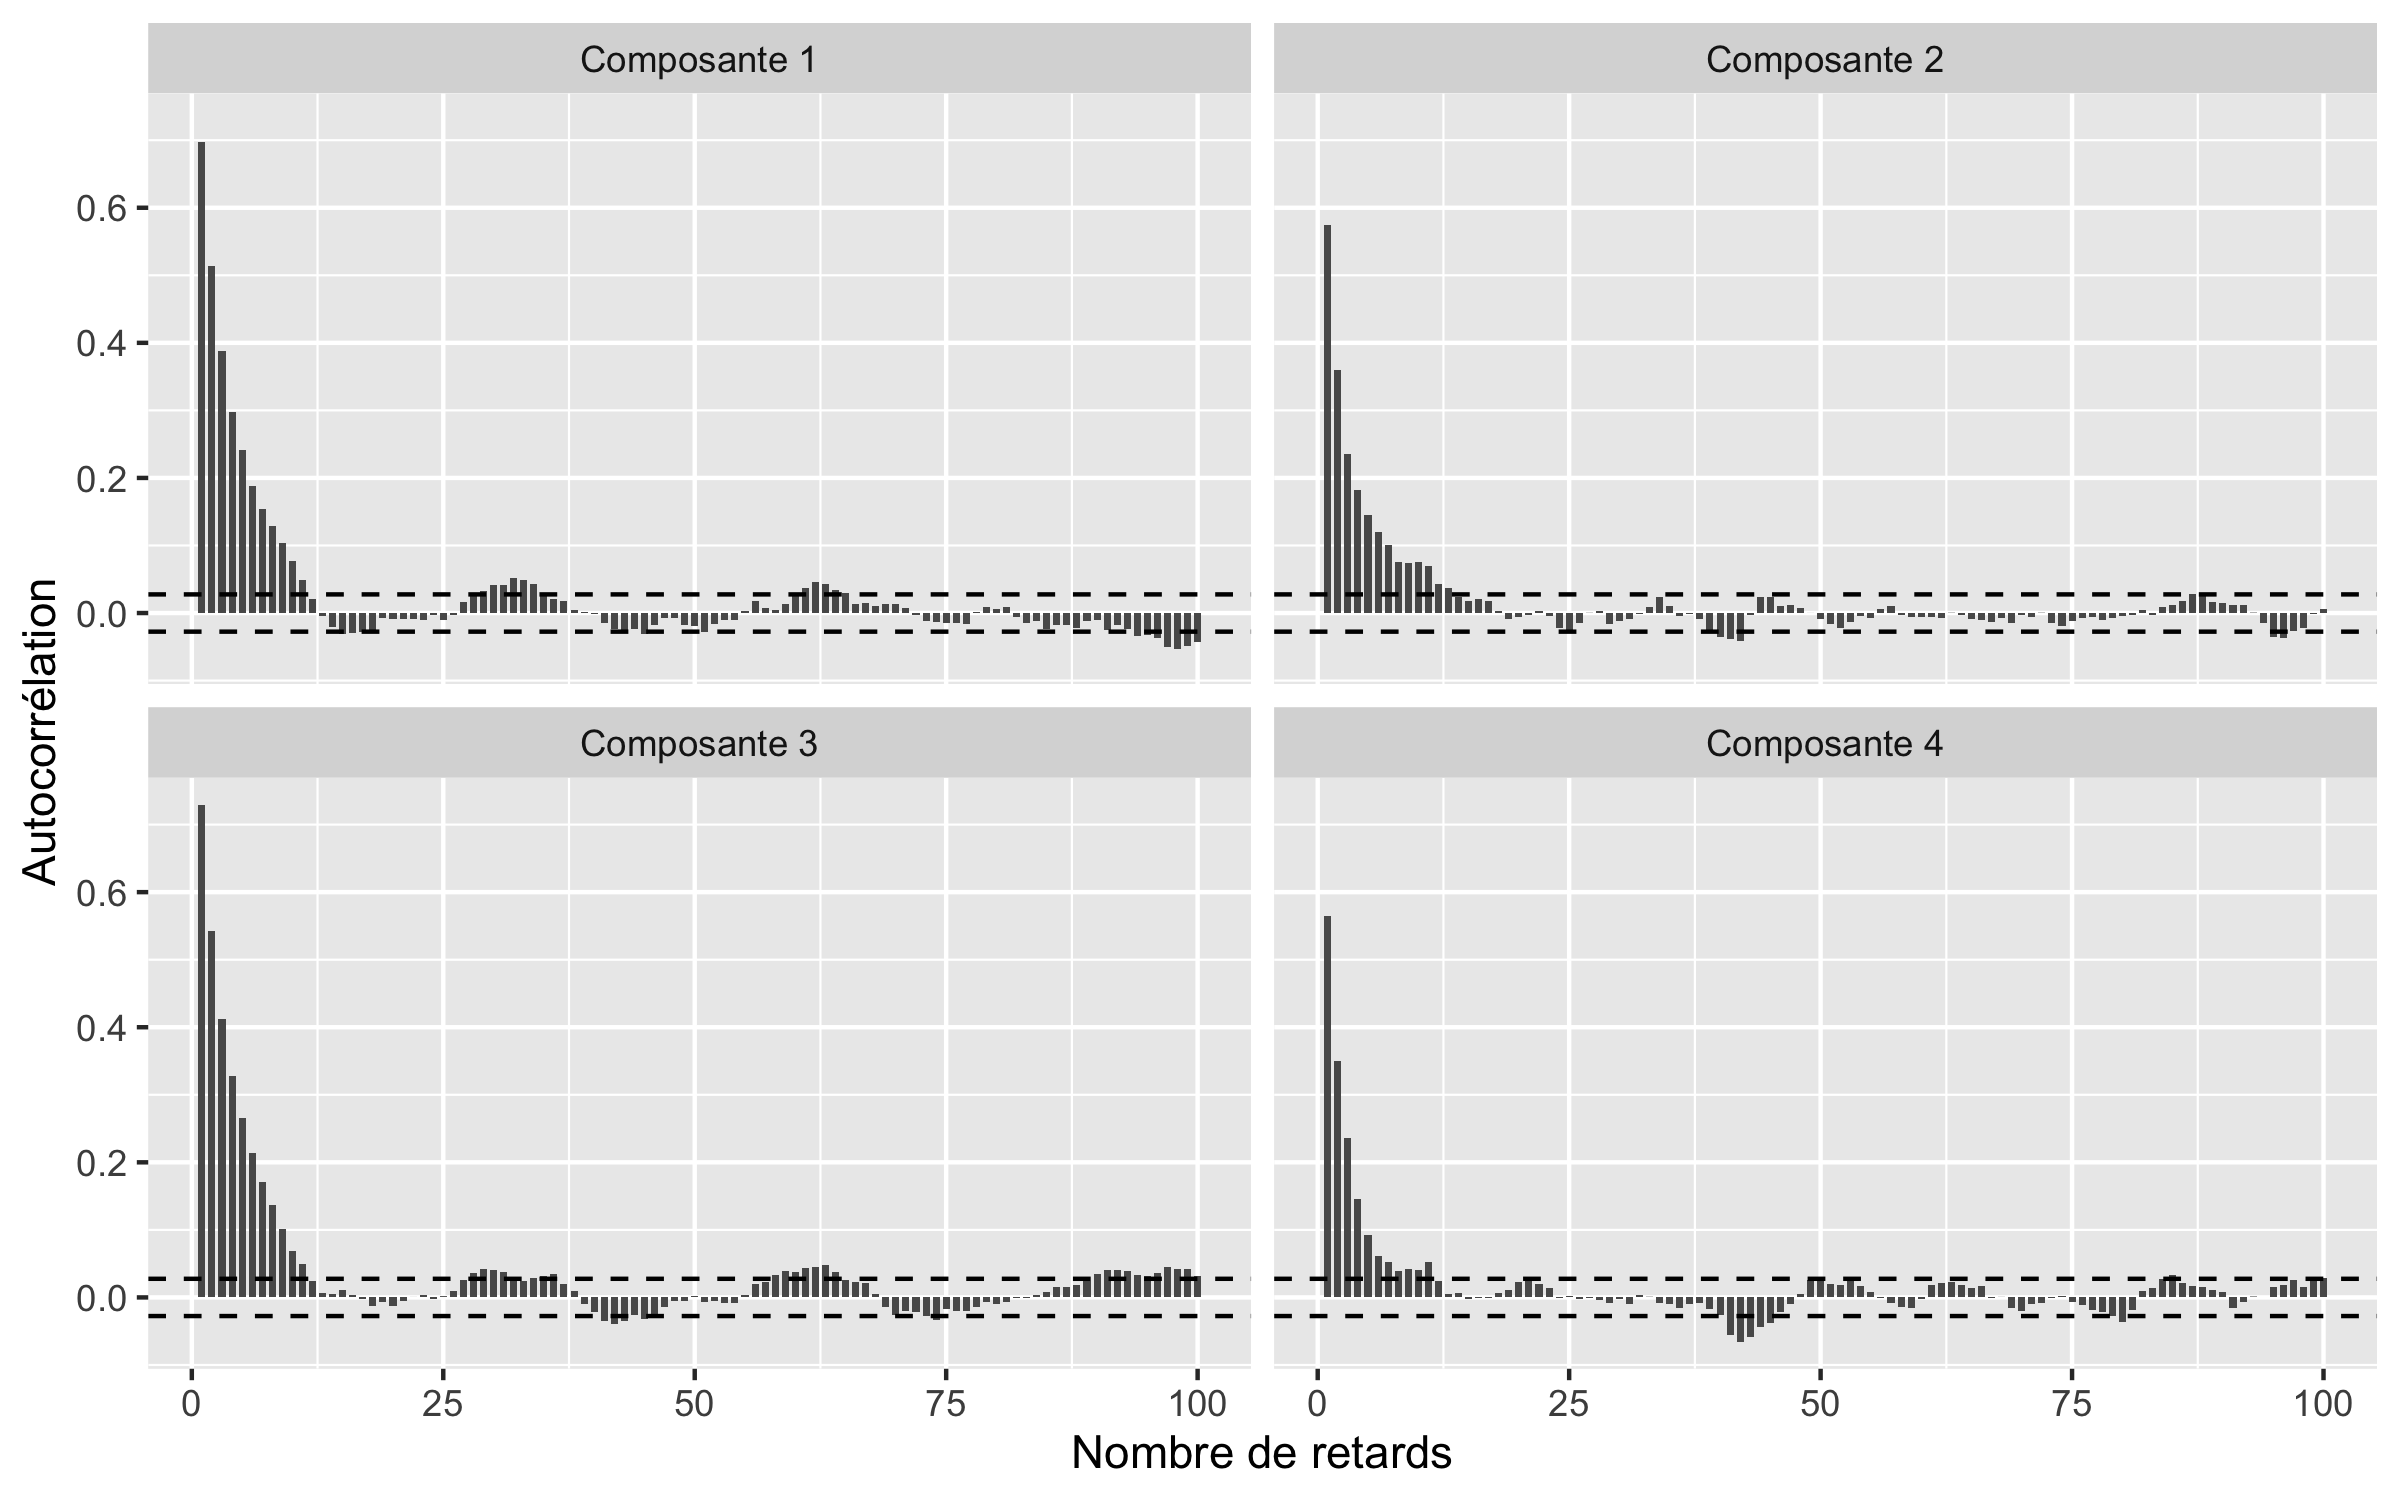 Composante 1
Composante 2
0.6
0.4
0.2
0.0
Autocorrélation
Composante 3
Composante 4
0.6
0.4
0.2
0.0
0 25 50 75 100
0 25 50 75 100
Nombre de retards